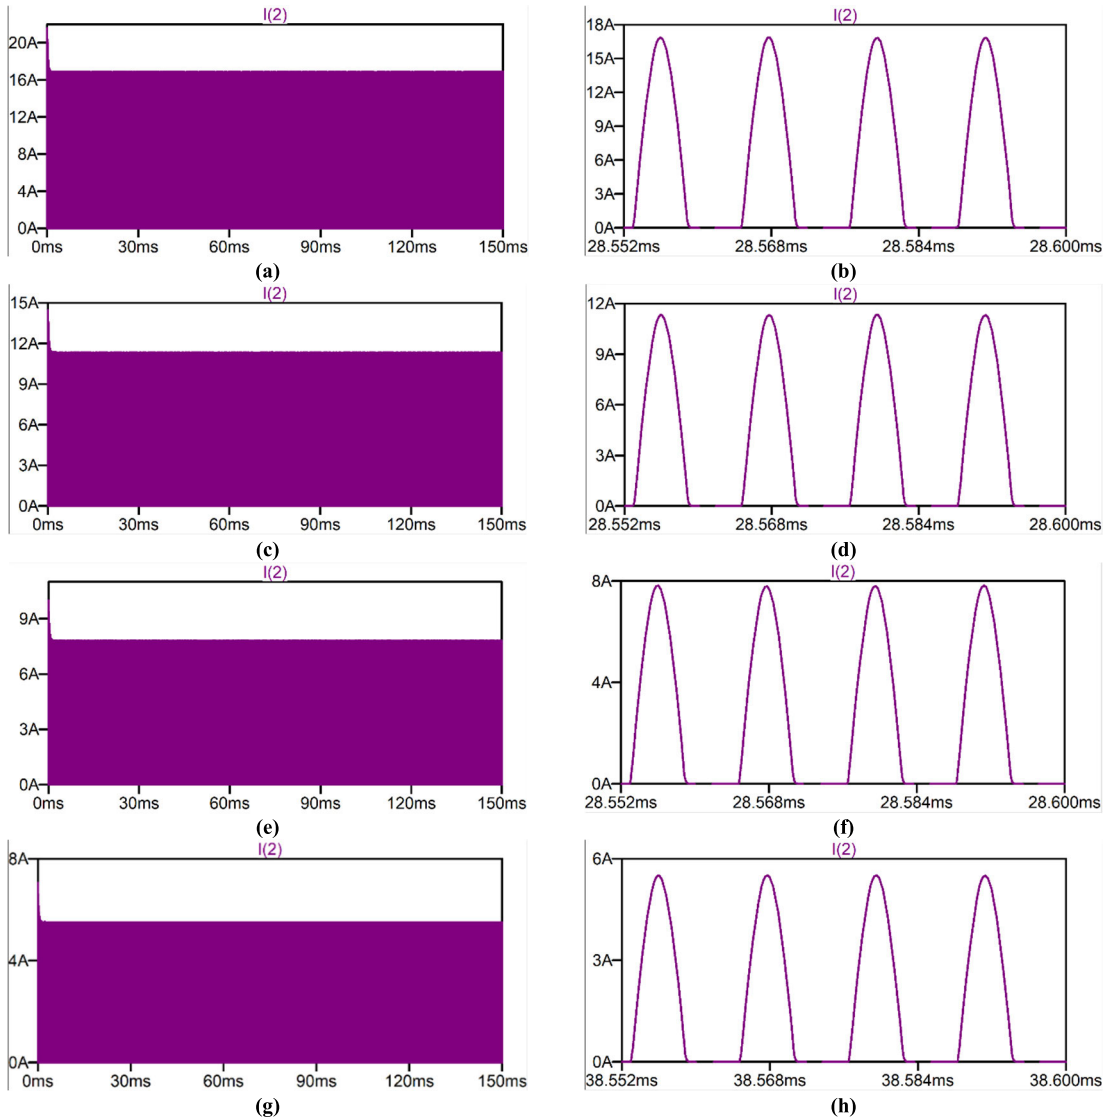 I(2)
20A
16A
12A
8A
4A
0A
0ms 30ms 60ms 90ms 120ms 150ms
(a)
I(2)
18A
15A
12A
9A
6A
3A
0A
28.552ms 28.568ms 28.584ms 28.600ms
(b)
I(2)
15A
12A
9A
6A
3A
0A
0ms 30ms 60ms 90ms 120ms 150ms
(c)
I(2)
12A
9A
6A
3A
0A
28.552ms 28.568ms 28.584ms 28.600ms
(d)
I(2)
9A
6A
3A
0A
0ms 30ms 60ms 90ms 120ms 150ms
(e)
I(2)
8A
4A
0A
28.552ms 28.568ms 28.584ms 28.600ms
(f)
I(2)
8A
4A
0A
0ms 30ms 60ms 90ms 120ms 150ms
(g)
I(2)
6A
3A
0A
38.552ms 38.568ms 38.584ms 38.600ms
(h)